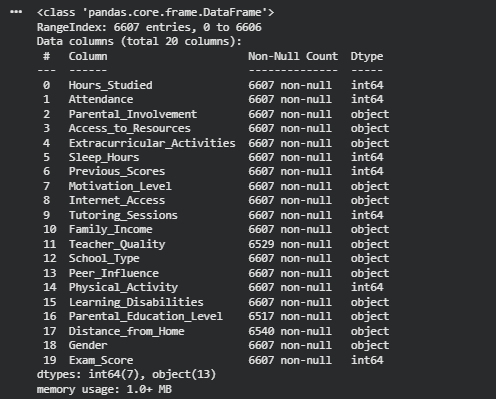 ••• <class 'pandas.core.frame.DataFrame'>
RangeIndex: 6607 entries, 0 to 6606
Data columns (total 20 columns):
 #   Column                      Non-Null Count  Dtype 
---  ------                      --------------  ----- 
 0   Hours_Studied               6607 non-null   int64 
 1   Attendance                  6607 non-null   int64 
 2   Parental_Involvement        6607 non-null   object
 3   Access_to_Resources         6607 non-null   object
 4   Extracurricular_Activities  6607 non-null   object
 5   Sleep_Hours                 6607 non-null   int64 
 6   Previous_Scores             6607 non-null   int64 
 7   Motivation_Level            6607 non-null   object
 8   Internet_Access             6607 non-null   object
 9   Tutoring_Sessions           6607 non-null   int64 
 10  Family_Income               6607 non-null   object
 11  Teacher_Quality             6529 non-null   object
 12  School_Type                 6607 non-null   object
 13  Peer_Influence              6607 non-null   object
 14  Physical_Activity           6607 non-null   int64 
 15  Learning_Disabilities       6607 non-null   object
 16  Parental_Education_Level    6517 non-null   object
 17  Distance_from_Home          6540 non-null   object
 18  Gender                      6607 non-null   object
 19  Exam_Score                  6607 non-null   int64 
dtypes: int64(7), object(13)
memory usage: 1.0+ MB